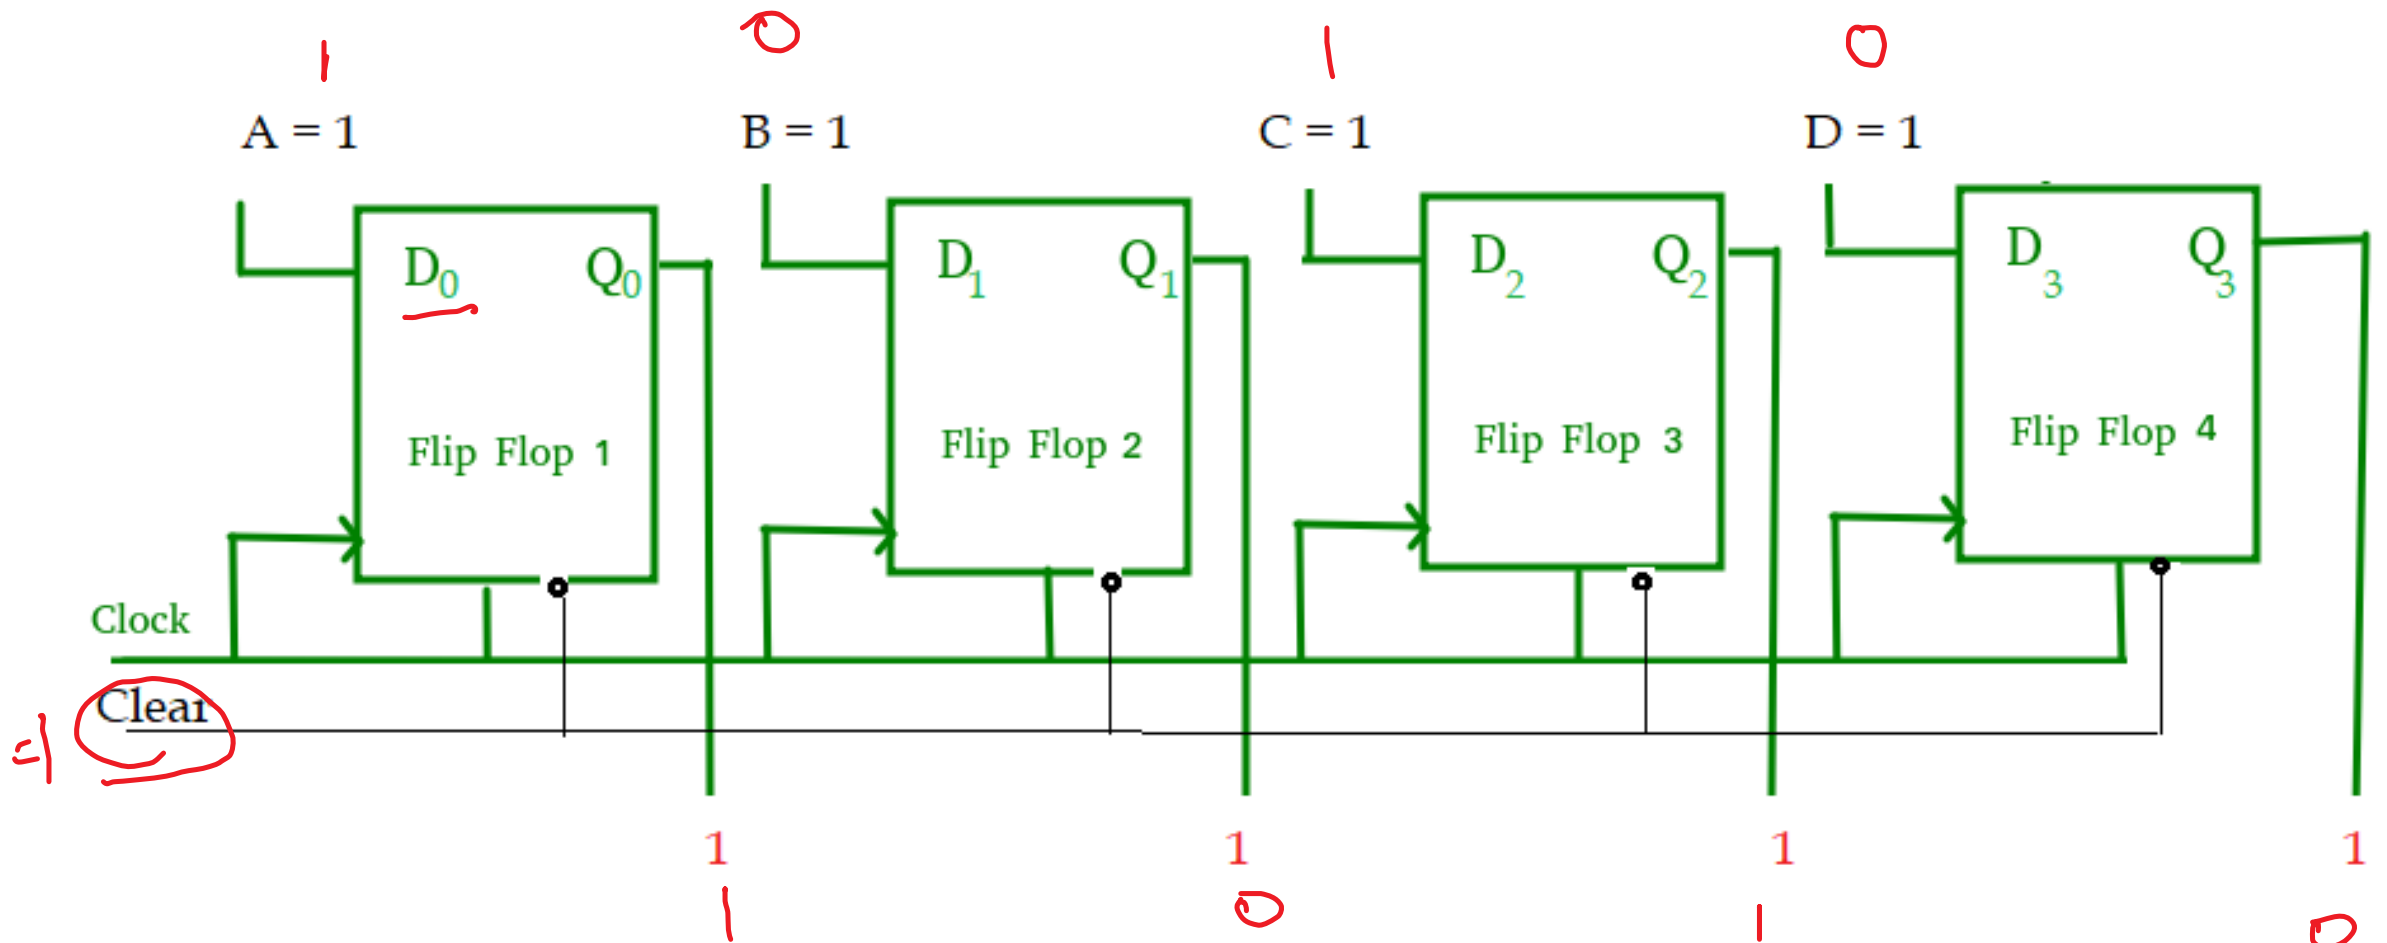 1 0 1 0
A = 1 B = 1 C = 1 D = 1
D0 Q0 D1 Q1 D2 Q2 D3 Q3
Flip Flop 1 Flip Flop 2 Flip Flop 3 Flip Flop 4
Clock
Clear
=1
1 1 1 1
1 0 1 0